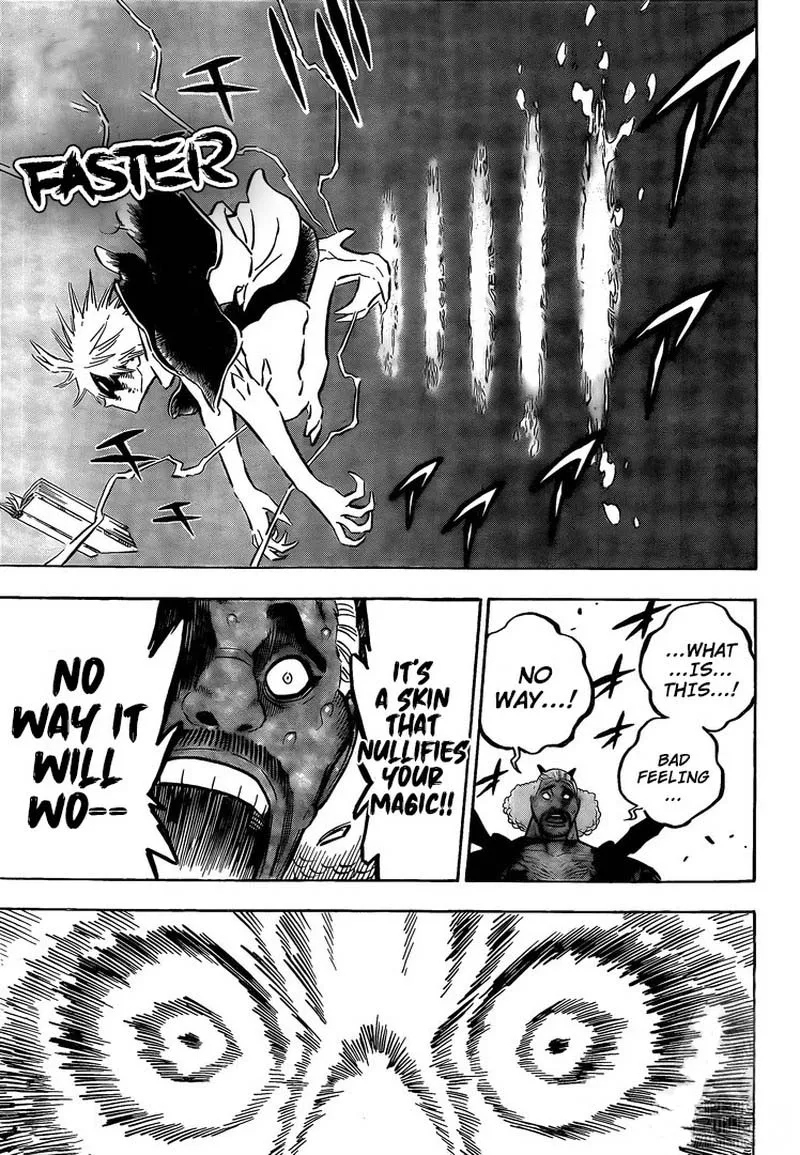 FASTER
...WHAT
...IS...
THIS...!
BAD
FEELING
...
NO
WAY...!
IT'S
A SKIN
THAT
NULLIFIES
YOUR
MAGIC!!
NO
WAY IT
WILL
WO--